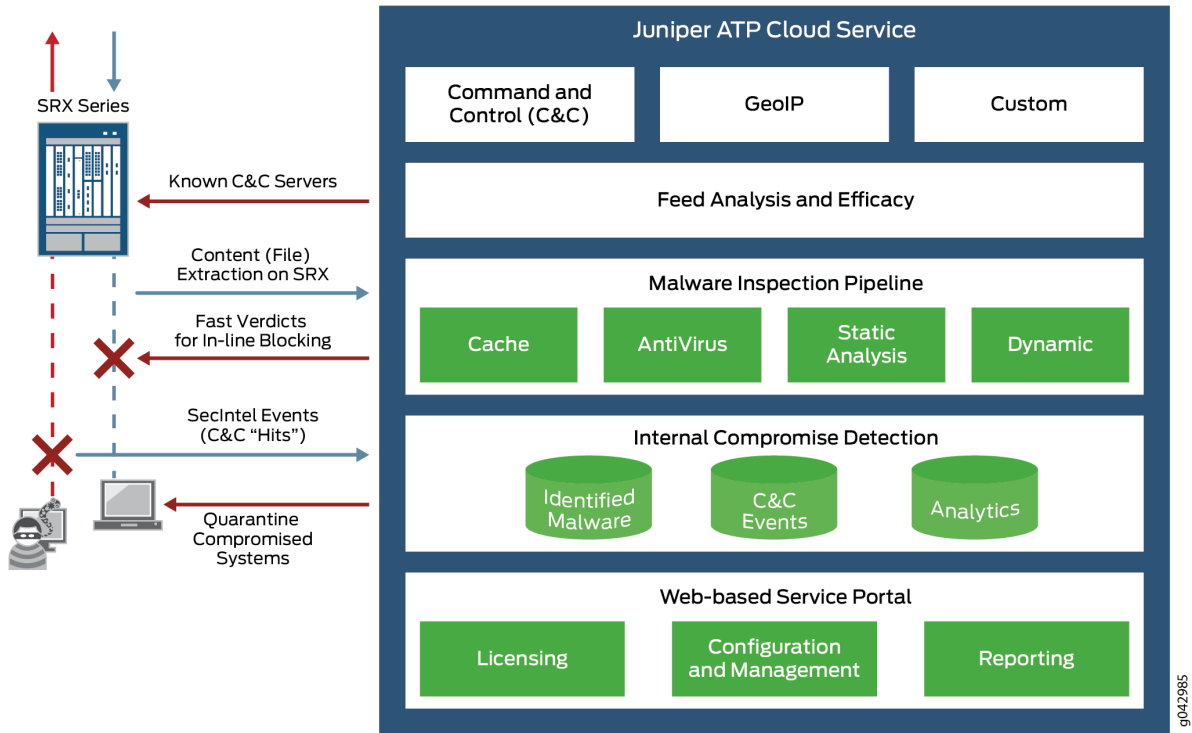 Juniper ATP Cloud Service
SRX Series
Command and
Control (C&C)
GeoIP
Custom
Known C&C Servers
Feed Analysis and Efficacy
Content (File)
Extraction on SRX
Malware Inspection Pipeline
Fast Verdicts
for In-line Blocking
Cache
AntiVirus
Static
Analysis
Dynamic
SecIntel Events
(C&C “Hits”)
Internal Compromise Detection
Identified
Malware
C&C
Events
Analytics
Quarantine
Compromised
Systems
Web-based Service Portal
Licensing
Configuration
and Management
Reporting
g042985